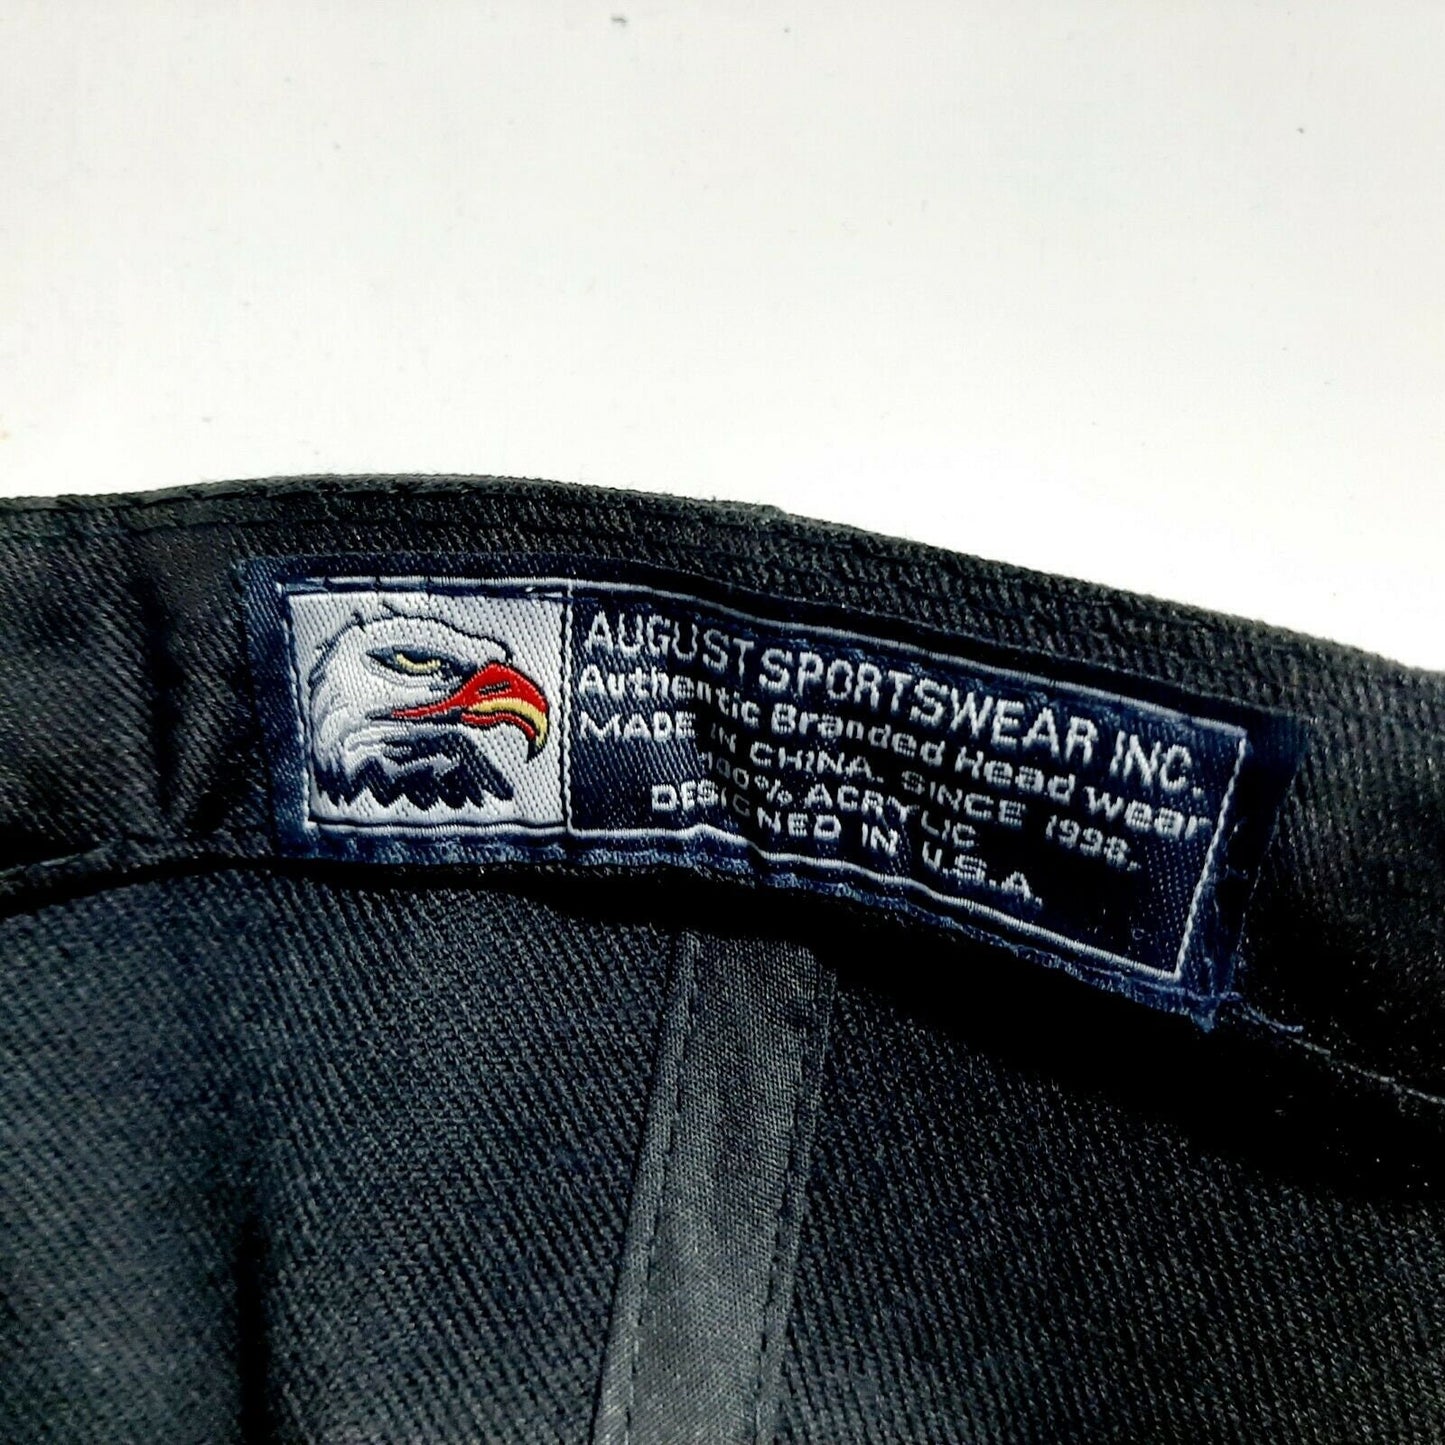 AUGUST SPORTSWEAR INC.
Authentic Branded Head wear
MADE IN CHINA. SINCE 1998.
100% ACRYLIC
DESIGNED IN U.S.A.